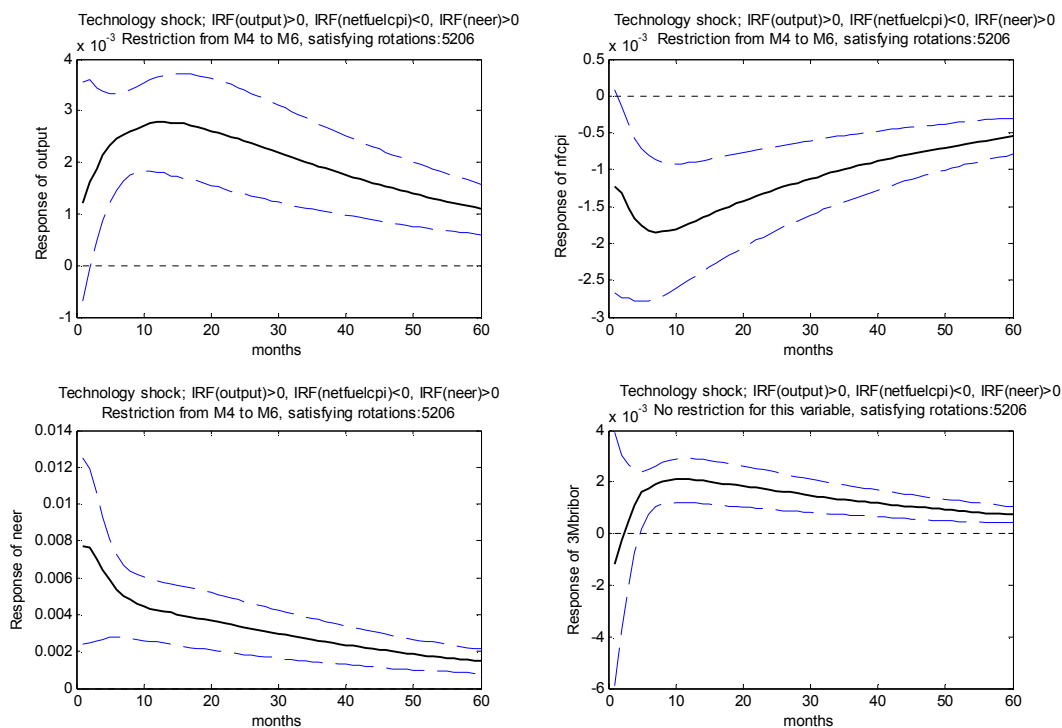 Technology shock; IRF(output)>0, IRF(netfuelcpi)<0, IRF(neer)>0
x 10⁻³ Restriction from M4 to M6, satisfying rotations:5206
4
3
2
1
0
-1
Response of output
0 10 20 30 40 50 60
months
Technology shock; IRF(output)>0, IRF(netfuelcpi)<0, IRF(neer)>0
x 10⁻³ Restriction from M4 to M6, satisfying rotations:5206
0.5
0
-0.5
-1
-1.5
-2
-2.5
-3
Response of nfcpi
0 10 20 30 40 50 60
months
Technology shock; IRF(output)>0, IRF(netfuelcpi)<0, IRF(neer)>0
Restriction from M4 to M6, satisfying rotations:5206
0.014
0.012
0.01
0.008
0.006
0.004
0.002
0
Response of neer
0 10 20 30 40 50 60
months
Technology shock; IRF(output)>0, IRF(netfuelcpi)<0, IRF(neer)>0
x 10⁻³ No restriction for this variable, satisfying rotations:5206
4
2
0
-2
-4
-6
Response of 3Mbribor
0 10 20 30 40 50 60
months